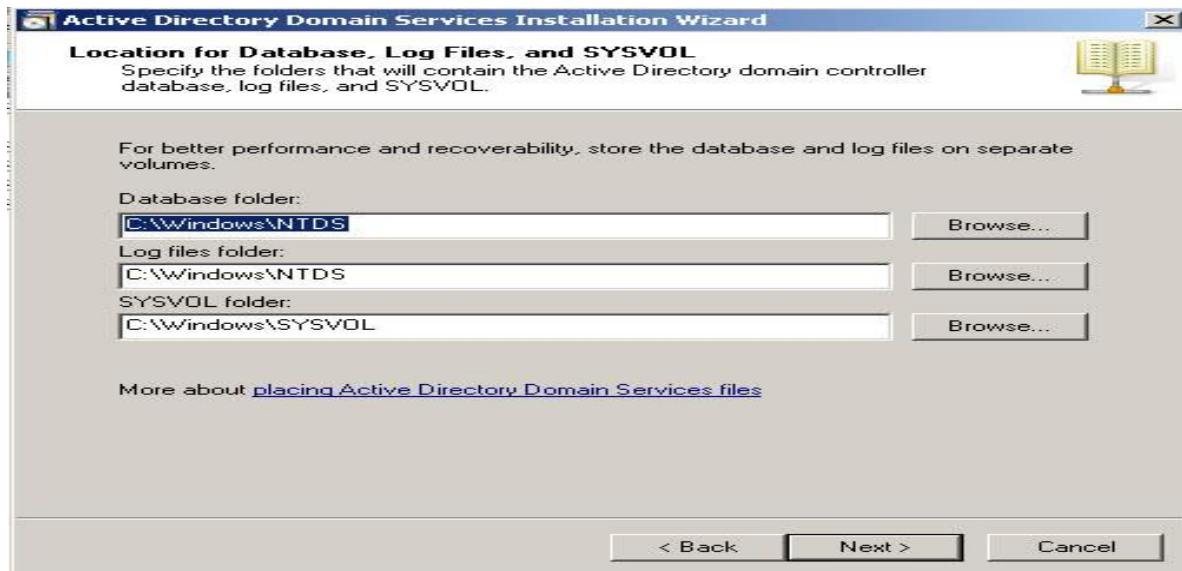 Active Directory Domain Services Installation Wizard
Location for Database, Log Files, and SYSVOL
Specify the folders that will contain the Active Directory domain controller
database, log files, and SYSVOL.
For better performance and recoverability, store the database and log files on separate
volumes.
Database folder:
C:\Windows\NTDS
Browse...
Log files folder:
C:\Windows\NTDS
Browse...
SYSVOL folder:
C:\Windows\SYSVOL
Browse...
More about placing Active Directory Domain Services files
< Back
Next >
Cancel